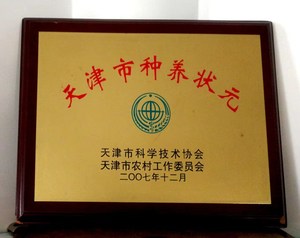 天津市种养状元
天津市科学技术协会
天津市农村工作委员会
二〇〇七年十二月